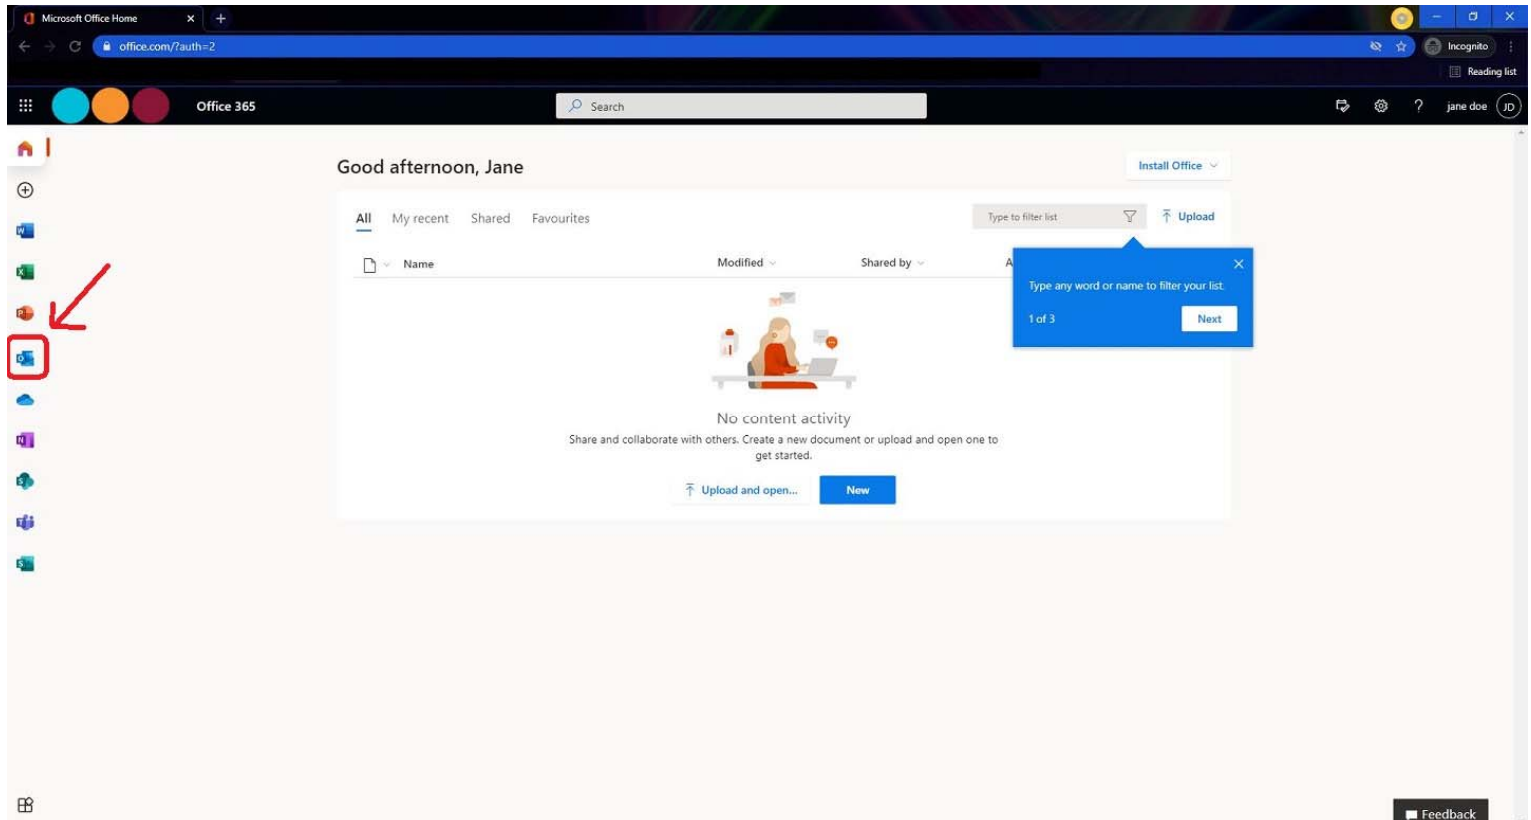 Microsoft Office Home
office.com/?auth=2
Incognito
Reading list
Office 365
Search
jane doe
JD
Good afternoon, Jane
Install Office
All My recent Shared Favourites
Type to filter list
Upload
Name Modified Shared by A
Type any word or name to filter your list.
1 of 3
Next
No content activity
Share and collaborate with others. Create a new document or upload and open one to
get started.
Upload and open...
New
Feedback